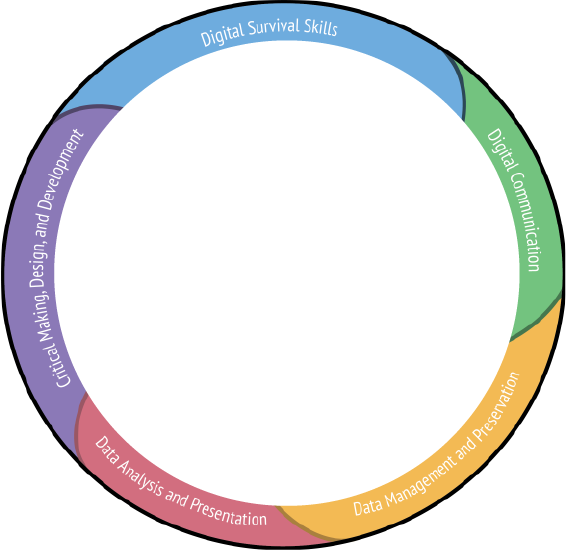 Digital Survival Skills
Digital Communication
Data Management and Preservation
Data Analysis and Presentation
Critical Making, Design, and Development